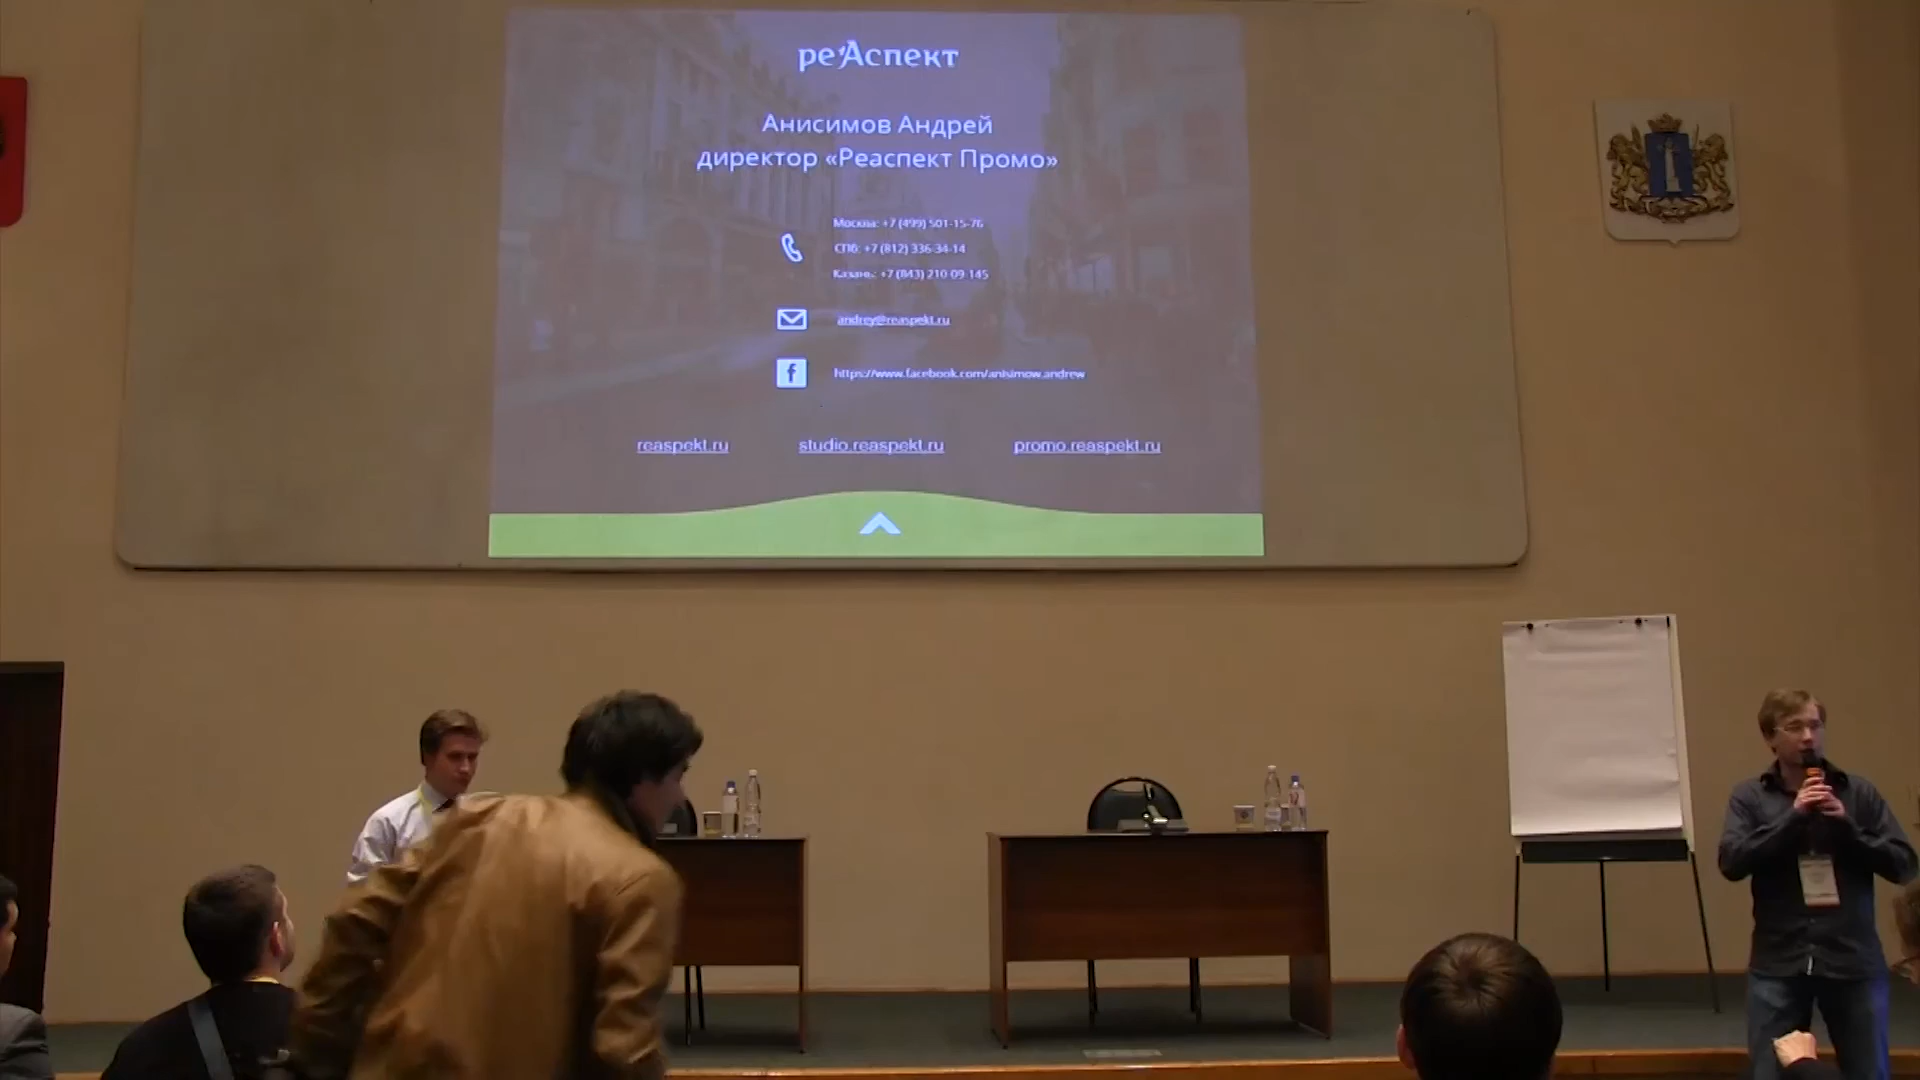 ре'Аспект
Анисимов Андрей
директор «Реаспект Промо»
Москва: +7 (499) 501-15-76
СПб: +7 (812) 336-34-14
Казань: +7 (843) 210-09-145
andrey@reaspekt.ru
https://www.facebook.com/anisimow.andrew
reaspekt.ru studio.reaspekt.ru promo.reaspekt.ru